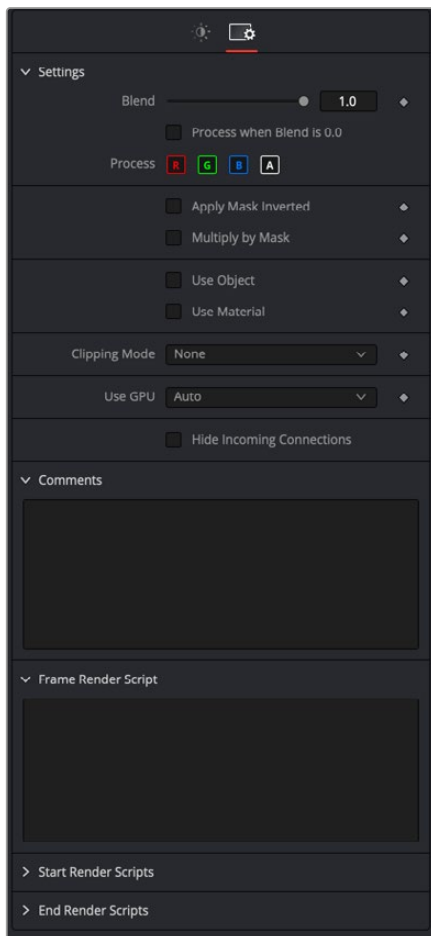 Settings
Blend 1.0
Process when Blend is 0.0
Process R G B A
Apply Mask Inverted
Multiply by Mask
Use Object
Use Material
Clipping Mode None
Use GPU Auto
Hide Incoming Connections
Comments
Frame Render Script
Start Render Scripts
End Render Scripts